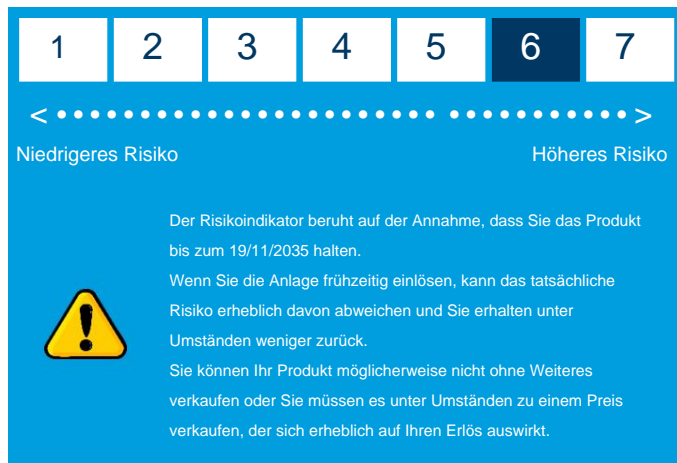 1 2 3 4 5 6 7
< •••••••••••••••••••••••• ••••••••••• >
Niedrigeres Risiko Höheres Risiko
Der Risikoindikator beruht auf der Annahme, dass Sie das Produkt
bis zum 19/11/2035 halten.
Wenn Sie die Anlage frühzeitig einlösen, kann das tatsächliche
Risiko erheblich davon abweichen und Sie erhalten unter
Umständen weniger zurück.
Sie können Ihr Produkt möglicherweise nicht ohne Weiteres
verkaufen oder Sie müssen es unter Umständen zu einem Preis
verkaufen, der sich erheblich auf Ihren Erlös auswirkt.